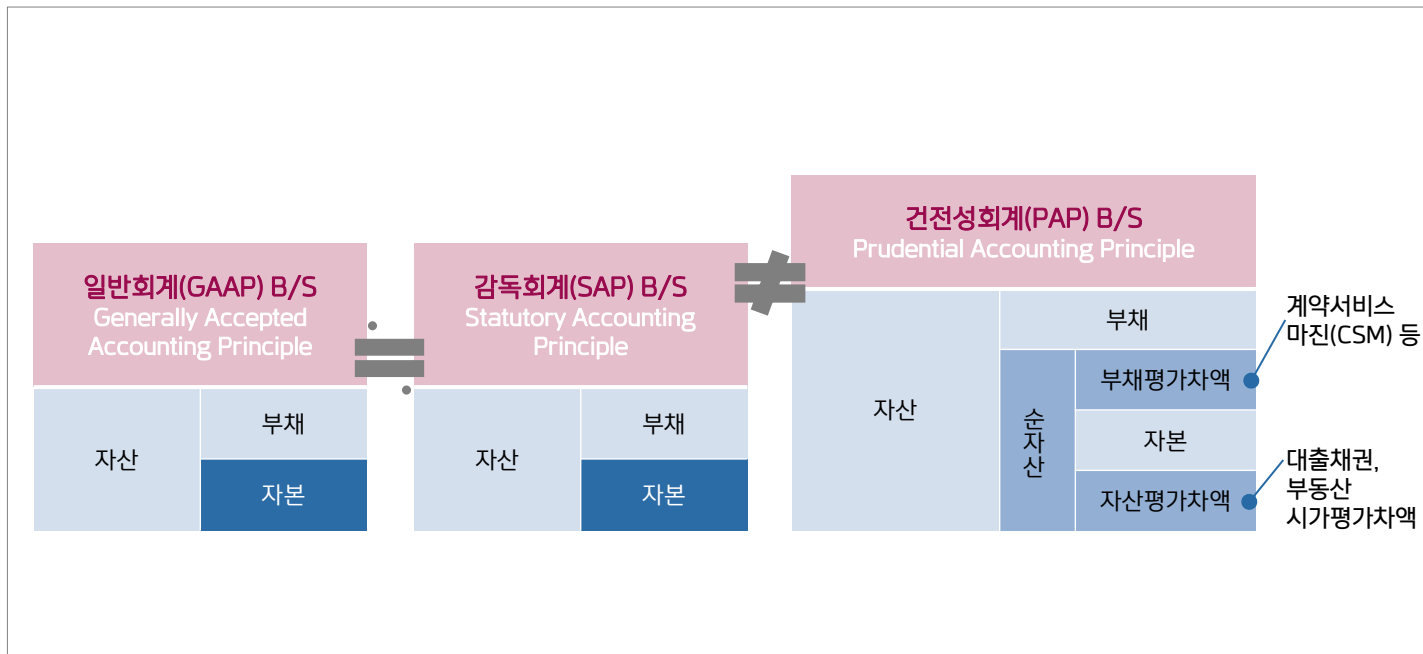 일반회계(GAAP) B/S
Generally Accepted
Accounting Principle
자산
부채
자본
감독회계(SAP) B/S
Statutory Accounting
Principle
자산
부채
자본
건전성회계(PAP) B/S
Prudential Accounting Principle
자산
부채
순
자
산
부채평가차액
자본
자산평가차액
계약서비스
마진(CSM) 등
대출채권,
부동산
시가평가차액